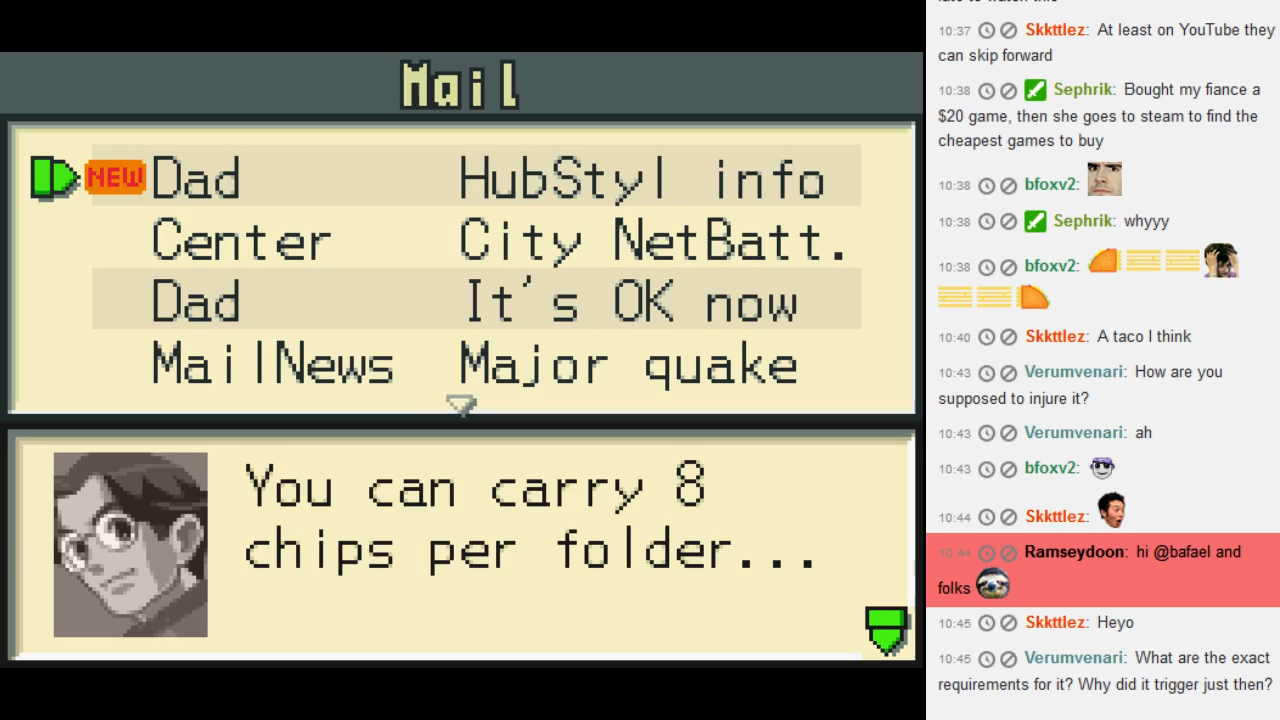 Mail
NEW Dad HubStyl info
Center City NetBatt.
Dad It's OK now
MailNews Major quake
You can carry 8
chips per folder...
10:37 Skkttlez: At least on YouTube they
can skip forward
10:38 Sephrik: Bought my fiance a
$20 game, then she goes to steam to find the
cheapest games to buy
10:38 bfoxv2:
10:38 Sephrik: whyyy
10:38 bfoxv2:
10:40 Skkttlez: A taco I think
10:43 Verumvenari: How are you
supposed to injure it?
10:43 Verumvenari: ah
10:43 bfoxv2:
10:44 Skkttlez:
10:44 Ramseydoon: hi @bafael and
folks
10:45 Skkttlez: Heyo
10:45 Verumvenari: What are the exact
requirements for it? Why did it trigger just then?